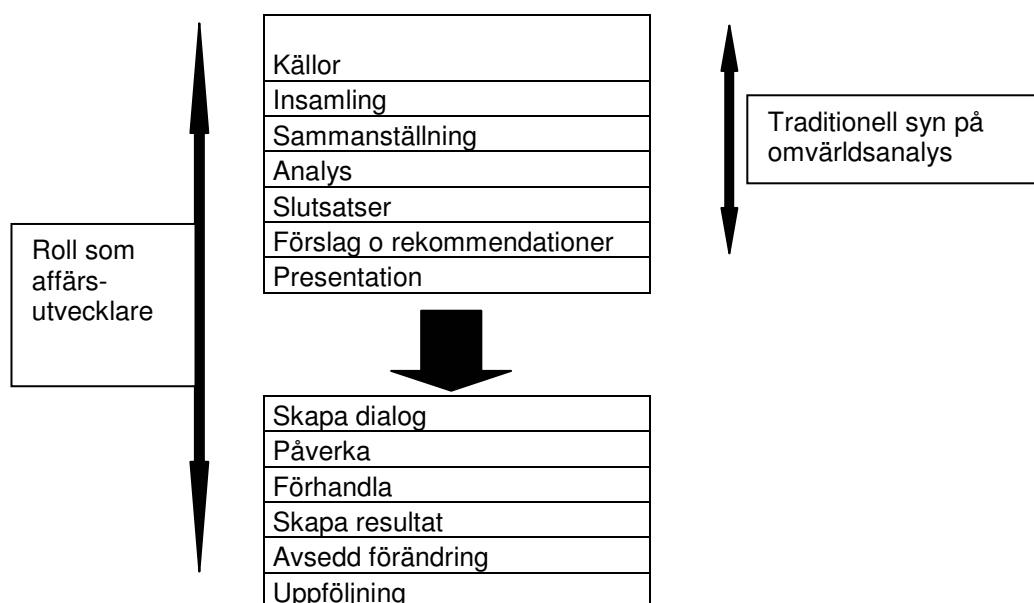 Källor
Insamling
Sammanställning
Analys
Slutsatser
Förslag o rekommendationer
Presentation
Traditionell syn på
omvärldsanalys
Roll som
affärs-
utvecklare
Skapa dialog
Påverka
Förhandla
Skapa resultat
Avsedd förändring
Uppföljning